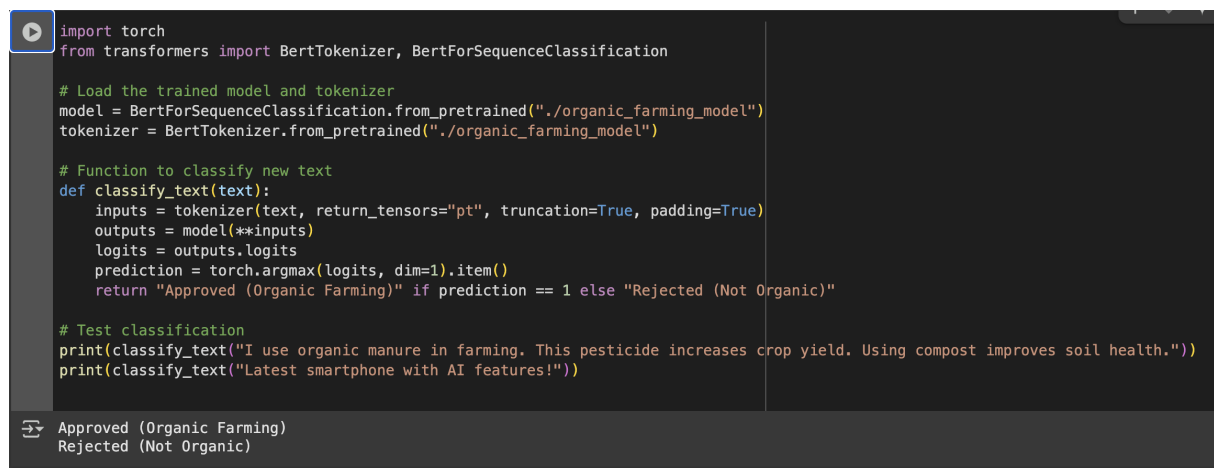 import torch
from transformers import BertTokenizer, BertForSequenceClassification
# Load the trained model and tokenizer
model = BertForSequenceClassification.from_pretrained("./organic_farming_model")
tokenizer = BertTokenizer.from_pretrained("./organic_farming_model")
# Function to classify new text
def classify_text(text):
    inputs = tokenizer(text, return_tensors="pt", truncation=True, padding=True)
    outputs = model(**inputs)
    logits = outputs.logits
    prediction = torch.argmax(logits, dim=1).item()
    return "Approved (Organic Farming)" if prediction == 1 else "Rejected (Not Organic)"
# Test classification
print(classify_text("I use organic manure in farming. This pesticide increases crop yield. Using compost improves soil health."))
print(classify_text("Latest smartphone with AI features!"))
Approved (Organic Farming)
Rejected (Not Organic)